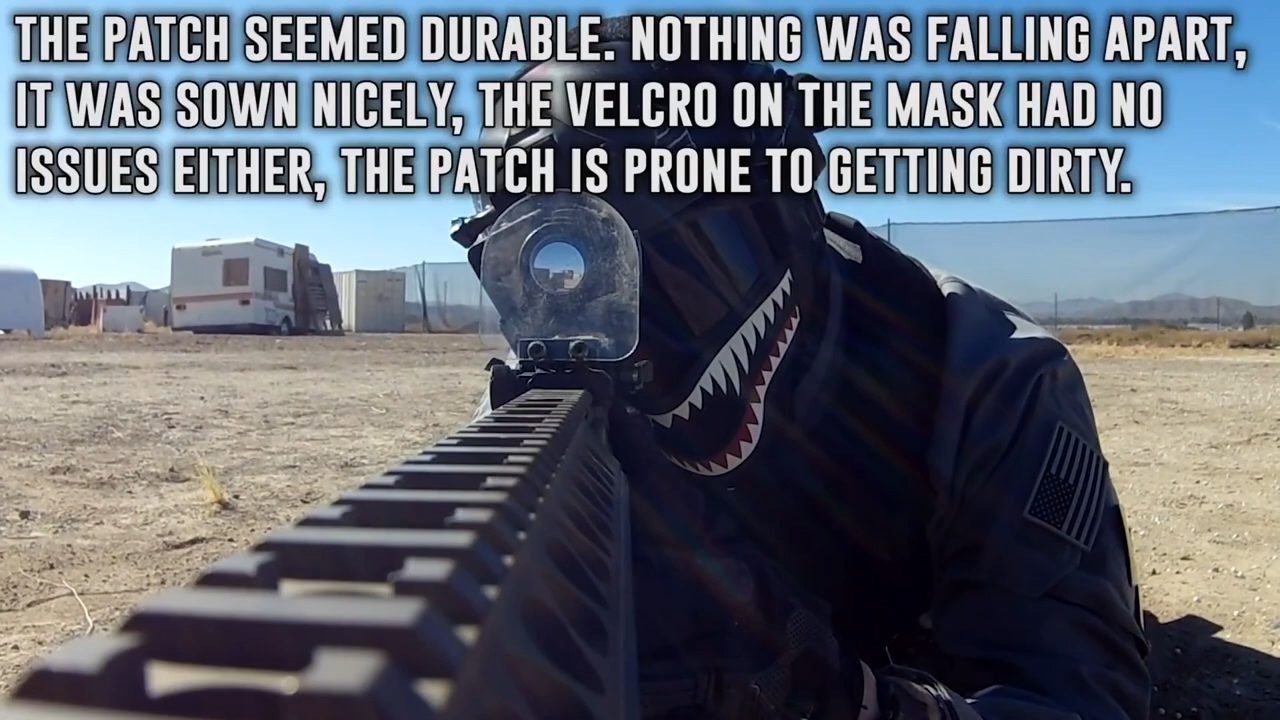 THE PATCH SEEMED DURABLE. NOTHING WAS FALLING APART,
IT WAS SOWN NICELY, THE VELCRO ON THE MASK HAD NO
ISSUES EITHER, THE PATCH IS PRONE TO GETTING DIRTY.